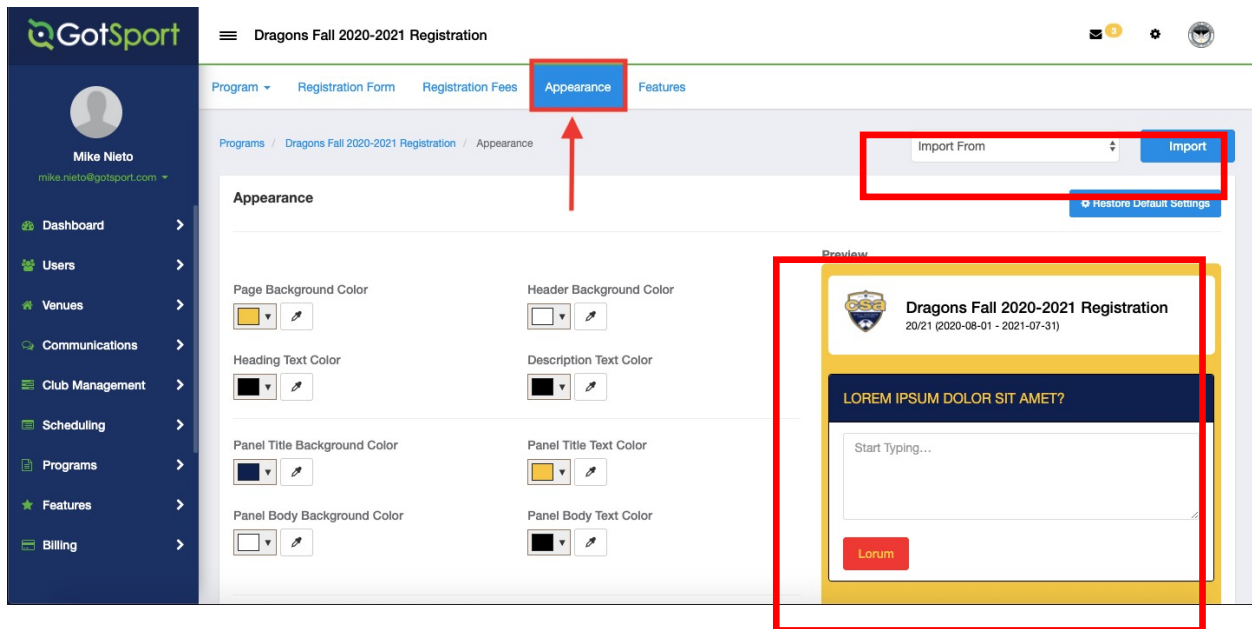 GotSport
Dragons Fall 2020-2021 Registration
3
Program Registration Form Registration Fees Appearance Features
Mike Nieto
mike.nieto@gotsport.com
Dashboard
Users
Venues
Communications
Club Management
Scheduling
Programs
Features
Billing
Programs / Dragons Fall 2020-2021 Registration / Appearance
Import From Import
Appearance
Restore Default Settings
Page Background Color Header Background Color
Heading Text Color Description Text Color
Panel Title Background Color Panel Title Text Color
Panel Body Background Color Panel Body Text Color
Preview
csa
Dragons Fall 2020-2021 Registration
20/21 (2020-08-01 - 2021-07-31)
LOREM IPSUM DOLOR SIT AMET?
Start Typing...
Lorum